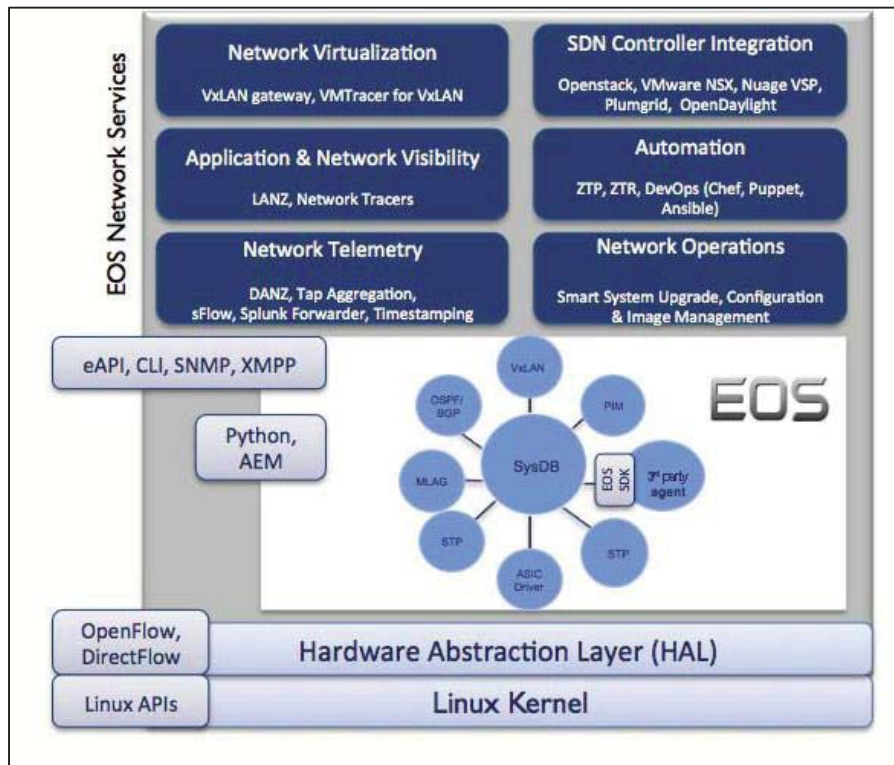 EOS Network Services
Network Virtualization
VxLAN gateway, VMTracer for VxLAN
SDN Controller Integration
Openstack, VMware NSX, Nuage VSP,
Plumgrid, OpenDaylight
Application & Network Visibility
LANZ, Network Tracers
Automation
ZTP, ZTR, DevOps (Chef, Puppet,
Ansible)
Network Telemetry
DANZ, Tap Aggregation,
sFlow, Splunk Forwarder, Timestamping
Network Operations
Smart System Upgrade, Configuration
& Image Management
eAPI, CLI, SNMP, XMPP
Python,
AEM
EOS
VxLAN
OSPF/
BGP
PIM
SysDB
MLAG
EOS
SDK
3rd party
agent
STP
STP
ASIC
Driver
OpenFlow,
DirectFlow
Hardware Abstraction Layer (HAL)
Linux APIs
Linux Kernel